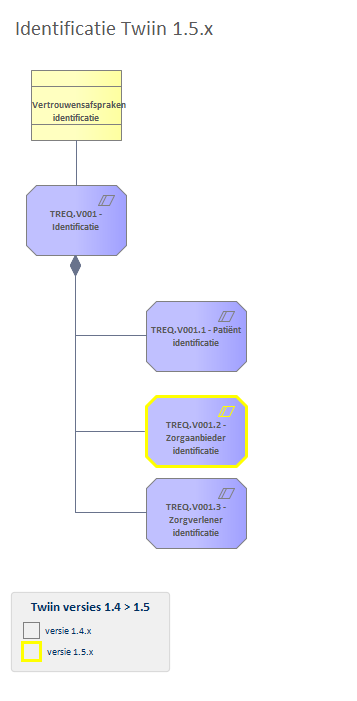 Identificatie Twiin 1.5.x
Vertrouwensafspraken
identificatie
TREQ.V001 -
Identificatie
TREQ.V001.1 - Patiënt
identificatie
TREQ.V001.2 -
Zorgaanbieder
identificatie
TREQ.V001.3 -
Zorgverlener
identificatie
Twiin versies 1.4 > 1.5
versie 1.4.x
versie 1.5.x